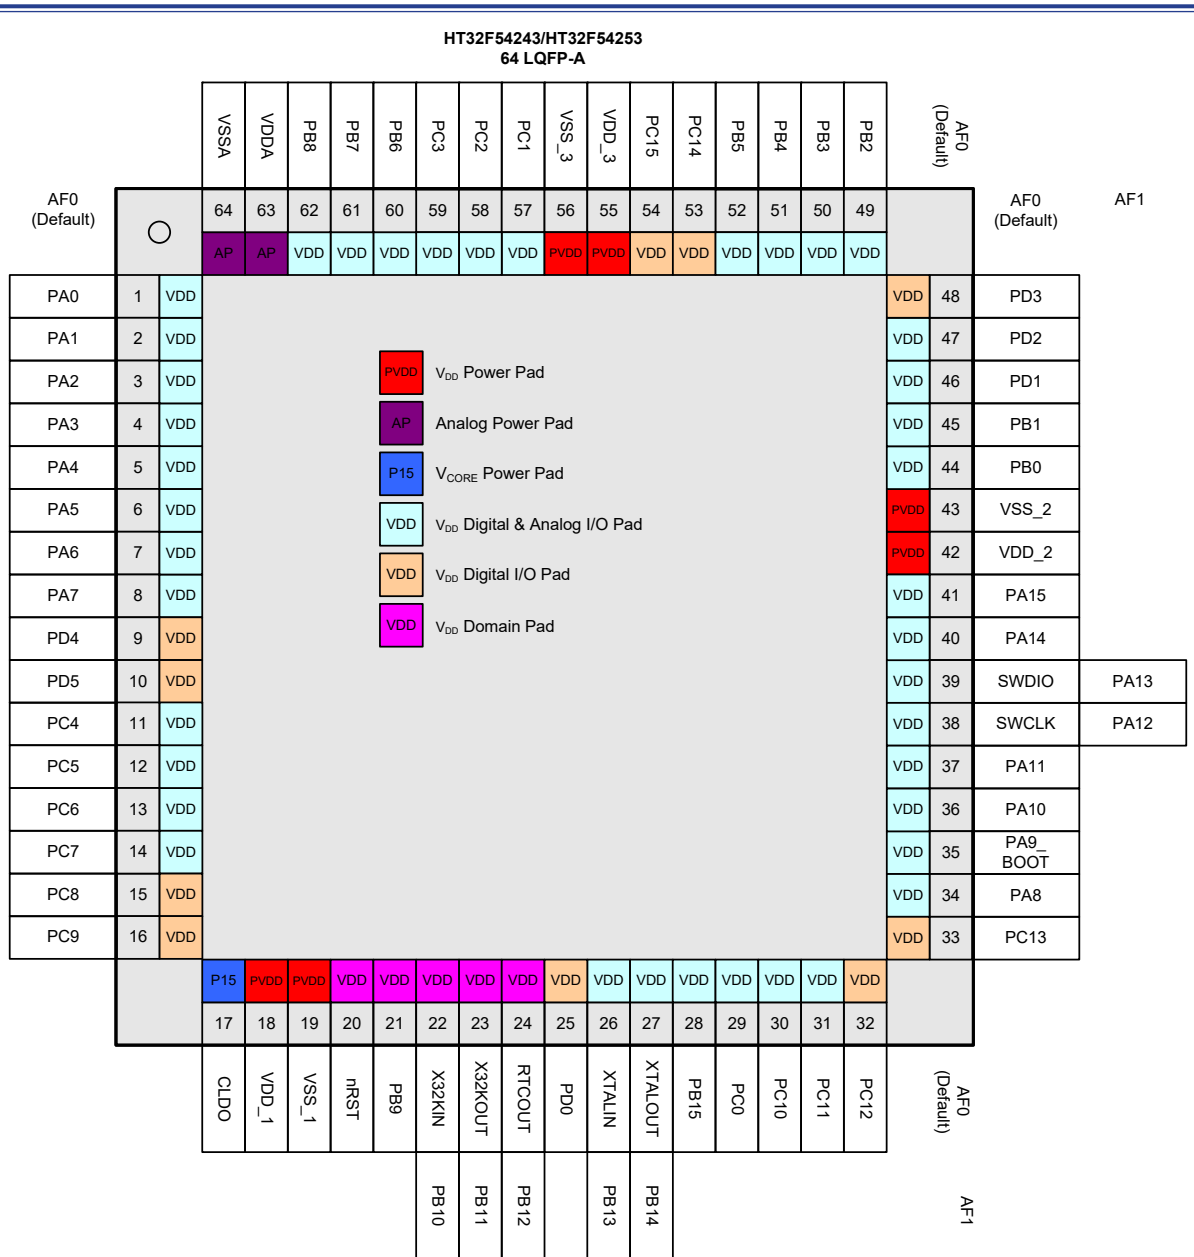 HT32F54243/HT32F54253
64 LQFP-A
VSSA VDDA PB8 PB7 PB6 PC3 PC2 PC1 VSS_3 VDD_3 PC15 PC14 PB5 PB4 PB3 PB2
AF0
(Default)
AF0
(Default)
AF0
(Default)
AF1
64 63 62 61 60 59 58 57 56 55 54 53 52 51 50 49
AP AP VDD VDD VDD VDD VDD VDD PVDD PVDD VDD VDD VDD VDD VDD VDD
PA0 1 VDD
VDD 48 PD3
PA1 2 VDD
VDD 47 PD2
PA2 3 VDD
VDD 46 PD1
PA3 4 VDD
VDD 45 PB1
PA4 5 VDD
VDD 44 PB0
PA5 6 VDD
PVDD 43 VSS_2
PA6 7 VDD
PVDD 42 VDD_2
PA7 8 VDD
VDD 41 PA15
PD4 9 VDD
VDD 40 PA14
PD5 10 VDD
VDD 39 SWDIO PA13
PC4 11 VDD
VDD 38 SWCLK PA12
PC5 12 VDD
VDD 37 PA11
PC6 13 VDD
VDD 36 PA10
PC7 14 VDD
VDD 35 PA9_
BOOT
PC8 15 VDD
VDD 34 PA8
PC9 16 VDD
VDD 33 PC13
PVDD VDD Power Pad
AP Analog Power Pad
P15 VCORE Power Pad
VDD VDD Digital & Analog I/O Pad
VDD VDD Digital I/O Pad
VDD VDD Domain Pad
P15 PVDD PVDD VDD VDD VDD VDD VDD VDD VDD VDD VDD VDD VDD VDD VDD
17 18 19 20 21 22 23 24 25 26 27 28 29 30 31 32
CLDO VDD_1 VSS_1 nRST PB9 X32KIN X32KOUT RTCOUT PD0 XTALIN XTALOUT PB15 PC0 PC10 PC11 PC12
AF0
(Default)
PB10 PB11 PB12 PB13 PB14
AF1